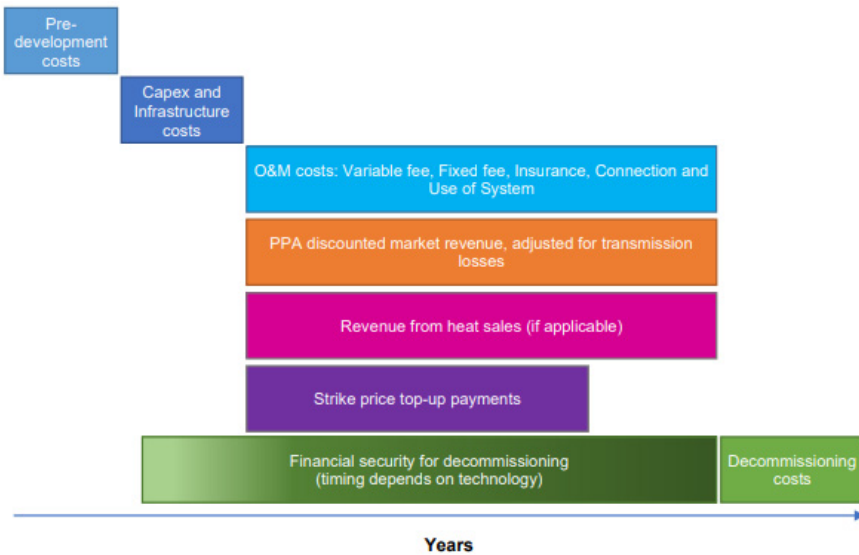 Pre-
development
costs
Capex and
Infrastructure
costs
O&M costs: Variable fee, Fixed fee, Insurance, Connection and
Use of System
PPA discounted market revenue, adjusted for transmission
losses
Revenue from heat sales (if applicable)
Strike price top-up payments
Financial security for decommissioning
(timing depends on technology)
Decommissioning
costs
Years